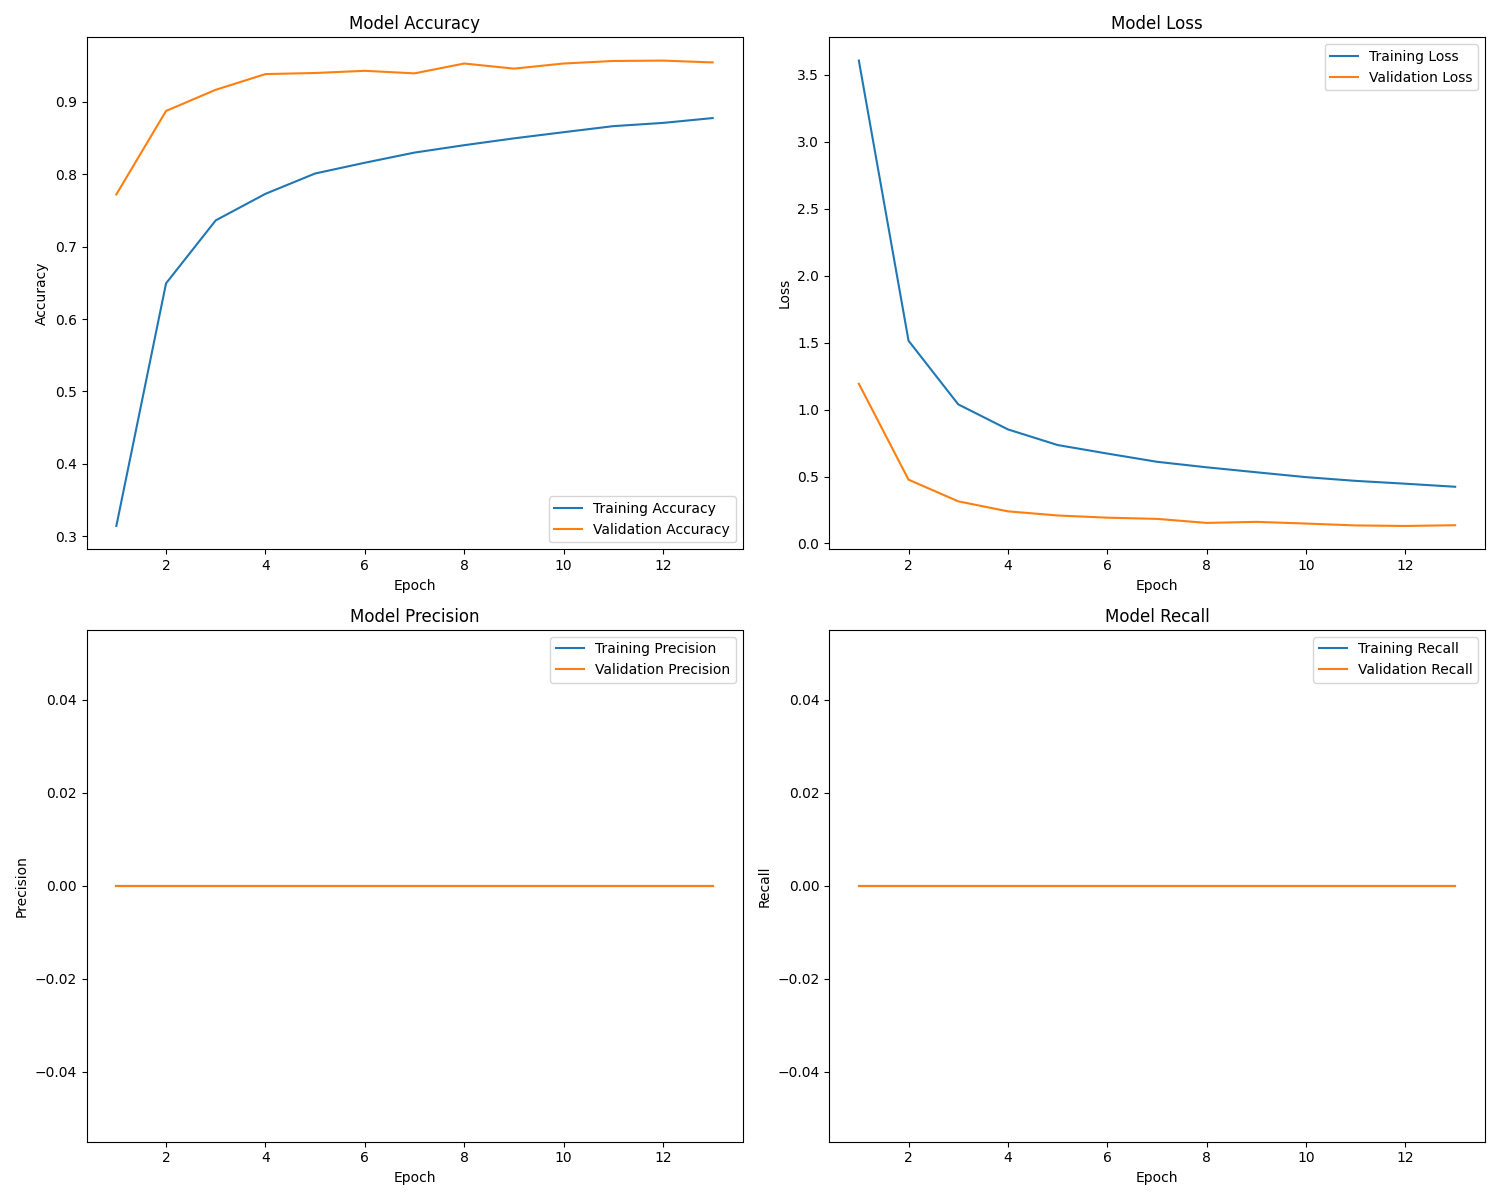 Model Accuracy
Accuracy
0.9
0.8
0.7
0.6
0.5
0.4
0.3
Training Accuracy
Validation Accuracy
2 4 6 8 10 12
Epoch
Model Loss
Loss
3.5
3.0
2.5
2.0
1.5
1.0
0.5
0.0
Training Loss
Validation Loss
2 4 6 8 10 12
Epoch
Model Precision
Precision
0.04
0.02
0.00
−0.02
−0.04
Training Precision
Validation Precision
2 4 6 8 10 12
Epoch
Model Recall
Recall
0.04
0.02
0.00
−0.02
−0.04
Training Recall
Validation Recall
2 4 6 8 10 12
Epoch